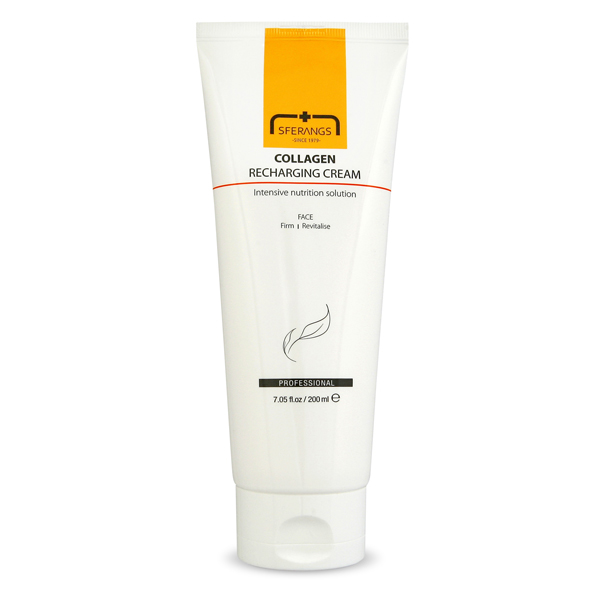 SFERANGS
-SINCE 1979-
COLLAGEN
RECHARGING CREAM
Intensive nutrition solution
FACE
Firm | Revitalise
PROFESSIONAL
7.05 fl.oz / 200 ml ℮